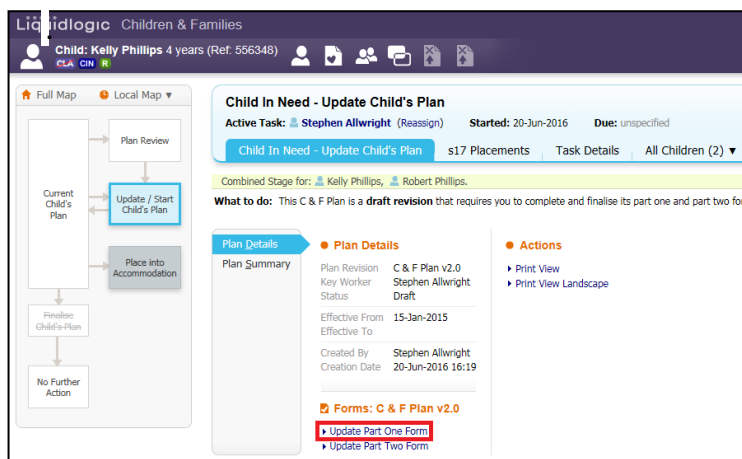 Liquidlogic Children & Families
Child: Kelly Phillips 4 years (Ref: 556348)
CLA CIN R
Full Map Local Map ▼
Plan Review
Current Child's Plan
Update / Start Child's Plan
Place into Accommodation
Finalise Child's Plan
No Further Action
Child In Need - Update Child's Plan
Active Task: Stephen Allwright (Reassign) Started: 20-Jun-2016 Due: unspecified
Child In Need - Update Child's Plan s17 Placements Task Details All Children (2) ▼
Combined Stage for: Kelly Phillips, Robert Phillips.
What to do: This C & F Plan is a draft revision that requires you to complete and finalise its part one and part two fo
Plan Details
Plan Summary
Plan Details
Plan Revision C & F Plan v2.0
Key Worker Stephen Allwright
Status Draft
Effective From 15-Jan-2015
Effective To
Created By Stephen Allwright
Creation Date 20-Jun-2016 16:19
Forms: C & F Plan v2.0
Update Part One Form
Update Part Two Form
Actions
Print View
Print View Landscape